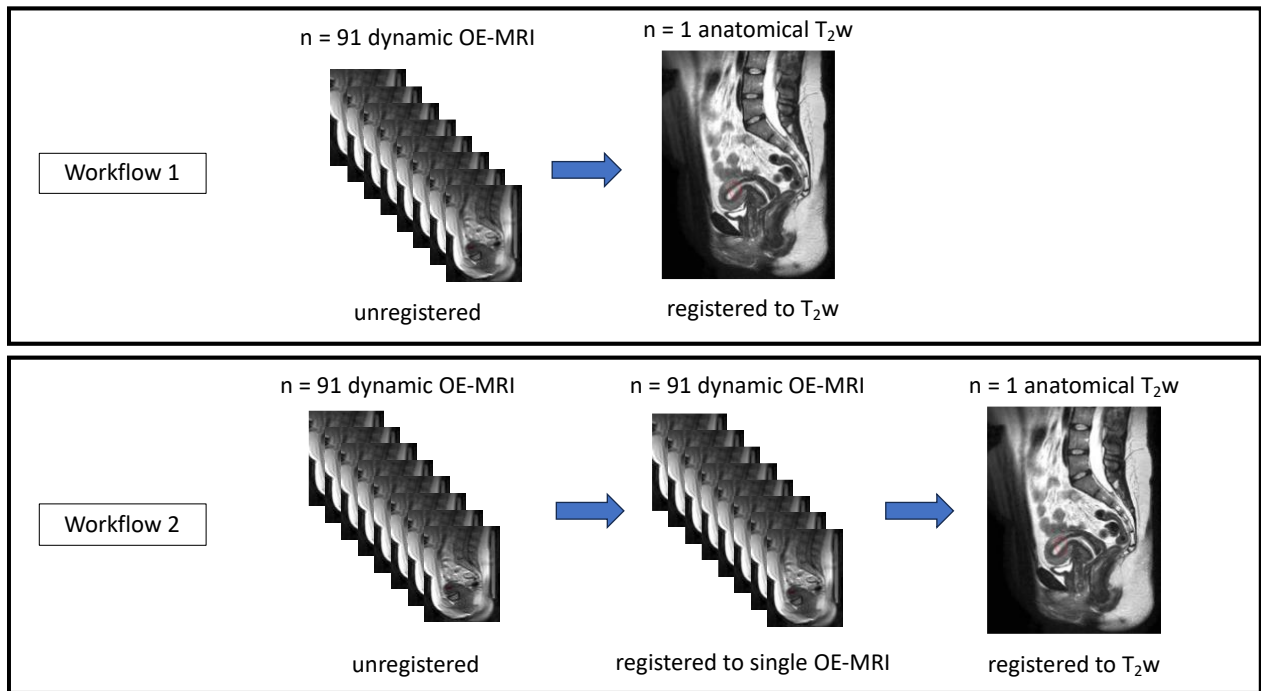 n = 91 dynamic OE-MRI
n = 1 anatomical T₂w
Workflow 1
unregistered
registered to T₂w
n = 91 dynamic OE-MRI
n = 91 dynamic OE-MRI
n = 1 anatomical T₂w
Workflow 2
unregistered
registered to single OE-MRI
registered to T₂w